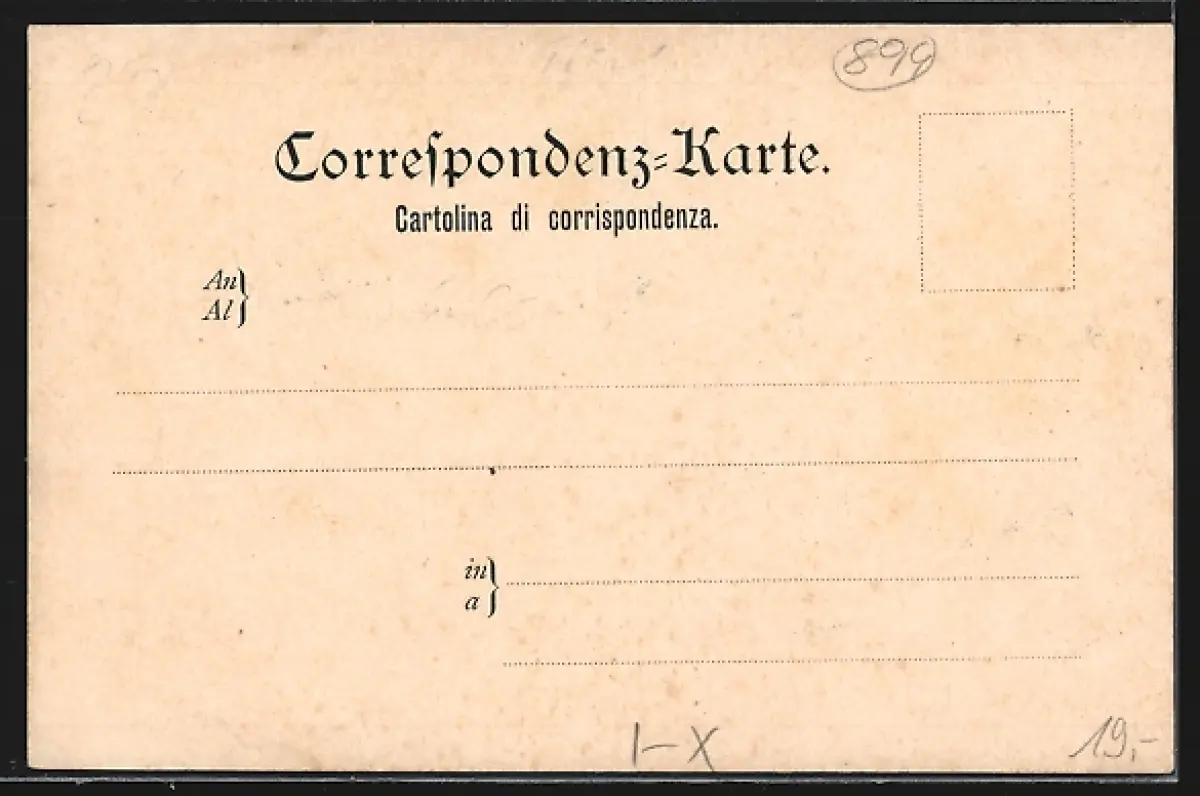 899
Correſpondenz=Karte.
Cartolina di corrispondenza.
An
Al
in
a
I-X
19,-